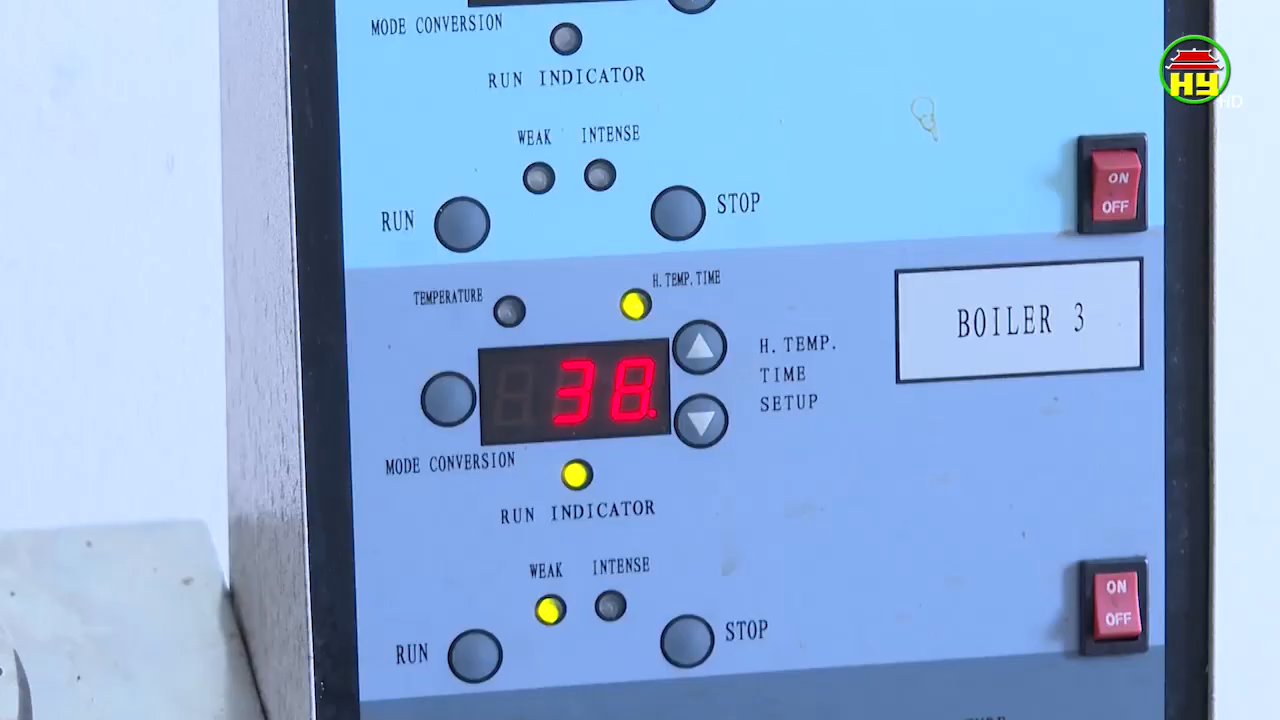 MODE CONVERSION
RUN INDICATOR
WEAK INTENSE
RUN
STOP
ON
OFF
TEMPERATURE
H.TEMP.TIME
38.
H. TEMP.
TIME
SETUP
BOILER 3
MODE CONVERSION
RUN INDICATOR
WEAK INTENSE
RUN
STOP
ON
OFF
HY
HD